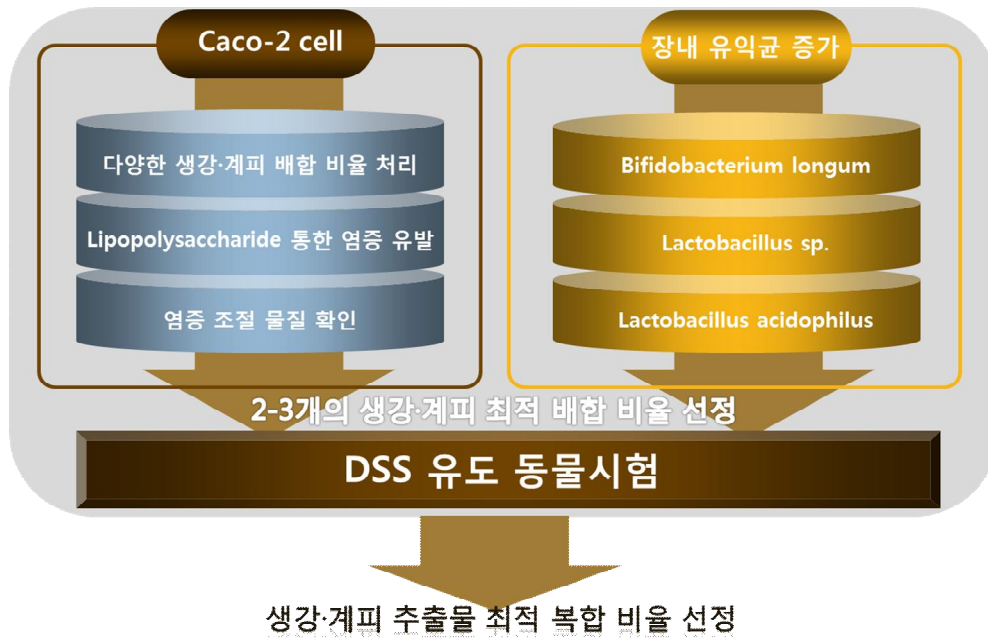 Caco-2 cell
다양한 생강·계피 배합 비율 처리
Lipopolysaccharide 통한 염증 유발
염증 조절 물질 확인
장내 유익균 증가
Bifidobacterium longum
Lactobacillus sp.
Lactobacillus acidophilus
2-3개의 생강·계피 최적 배합 비율 선정
DSS 유도 동물시험
생강·계피 추출물 최적 복합 비율 선정